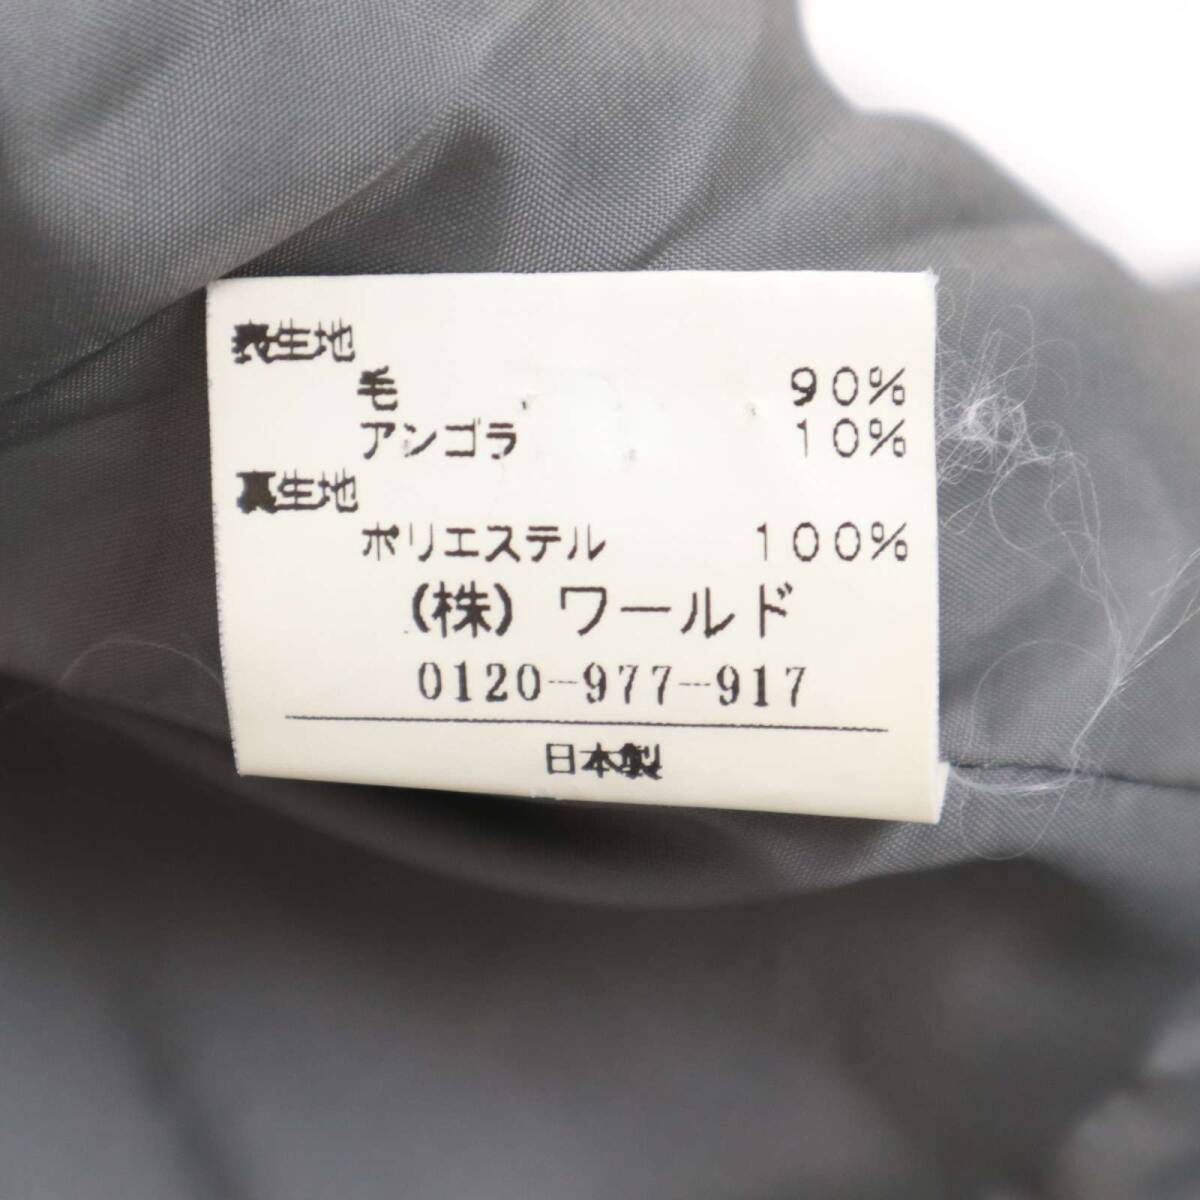 表生地
毛 90%
アンゴラ 10%
裏生地
ポリエステル 100%
(株) ワールド
0120-977-917
日本製